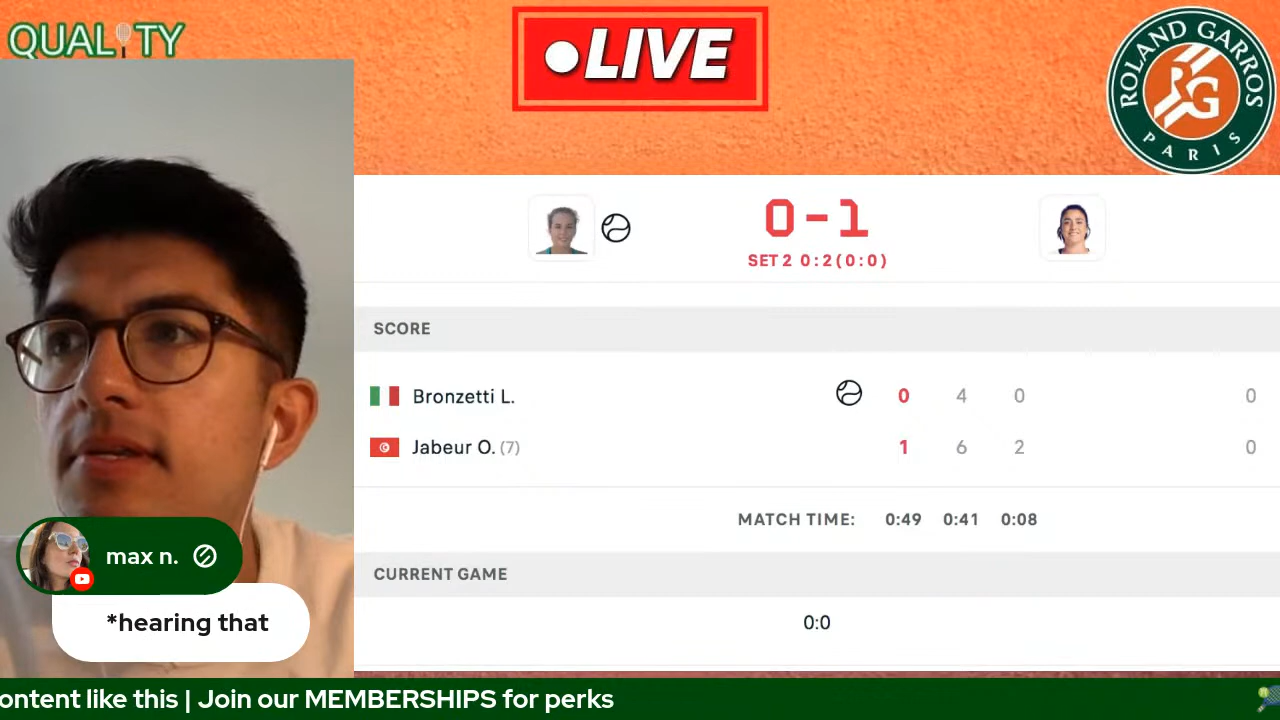 QUALITY
LIVE
ROLAND GARROS
RG
PARIS
0-1
SET 2 0:2(0:0)
SCORE
Bronzetti L. 0 4 0 0
Jabeur O. (7) 1 6 2 0
MATCH TIME: 0:49 0:41 0:08
CURRENT GAME
0:0
max n.
*hearing that
ontent like this | Join our MEMBERSHIPS for perks